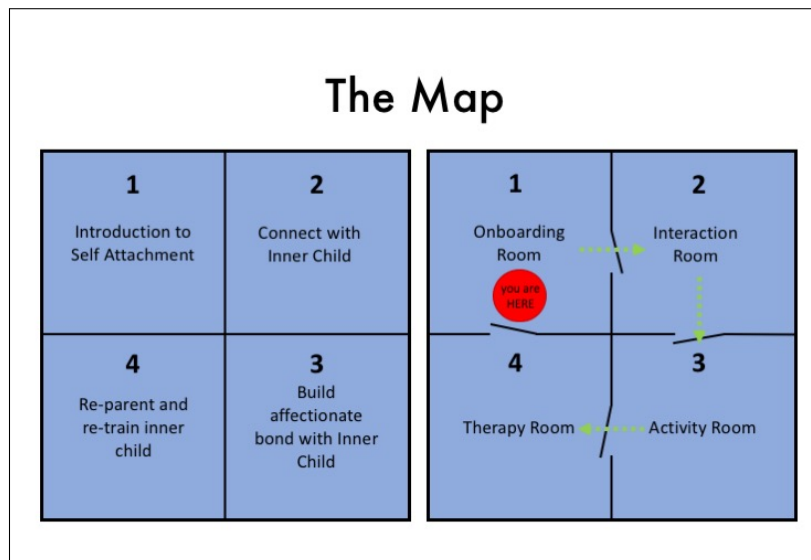 The Map
1
Introduction to
Self Attachment
2
Connect with
Inner Child
4
Re-parent and
re-train inner
child
3
Build
affectionate
bond with Inner
Child
1
Onboarding
Room
you are
HERE
2
Interaction
Room
4
Therapy Room
3
Activity Room